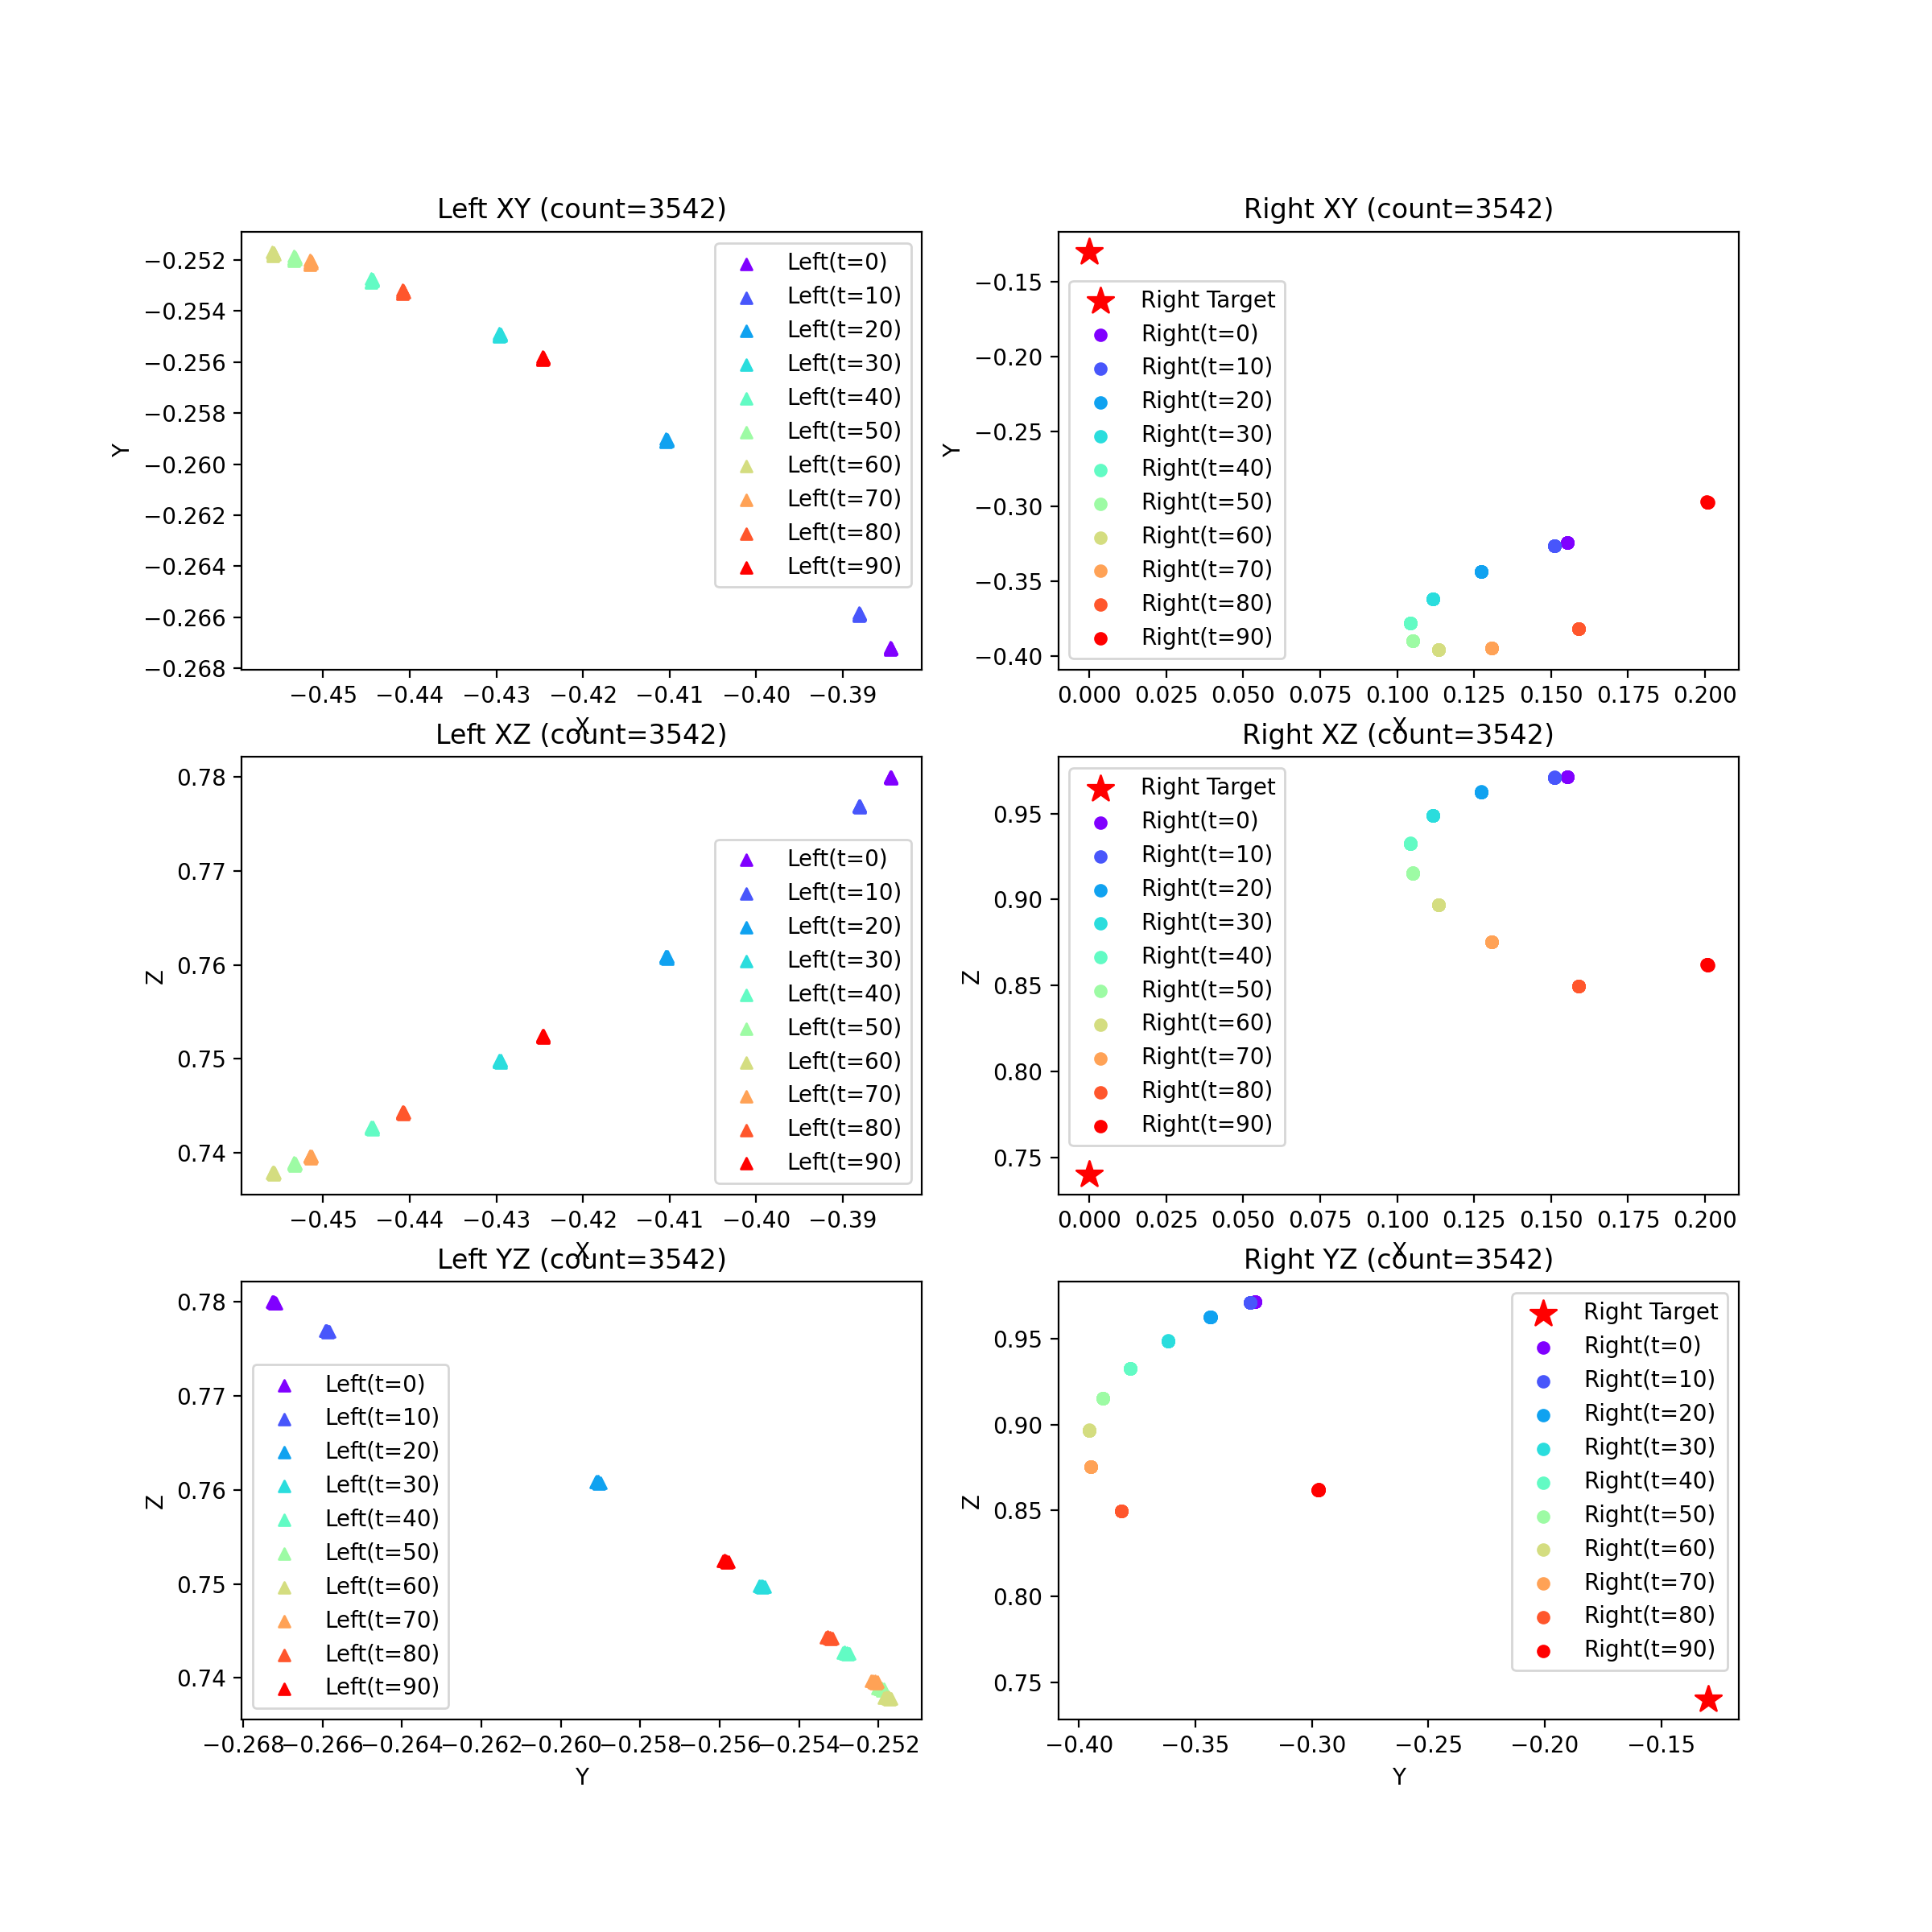 Left XY (count=3542)
−0.252
−0.254
−0.256
−0.258
−0.260
−0.262
−0.264
−0.266
−0.268
Y
Left(t=0)
Left(t=10)
Left(t=20)
Left(t=30)
Left(t=40)
Left(t=50)
Left(t=60)
Left(t=70)
Left(t=80)
Left(t=90)
−0.45 −0.44 −0.43 −0.42 −0.41 −0.40 −0.39
X
Right XY (count=3542)
−0.15
−0.20
−0.25
−0.30
−0.35
−0.40
Y
Right Target
Right(t=0)
Right(t=10)
Right(t=20)
Right(t=30)
Right(t=40)
Right(t=50)
Right(t=60)
Right(t=70)
Right(t=80)
Right(t=90)
0.000 0.025 0.050 0.075 0.100 0.125 0.150 0.175 0.200
X
Left XZ (count=3542)
0.78
0.77
0.76
0.75
0.74
Z
Left(t=0)
Left(t=10)
Left(t=20)
Left(t=30)
Left(t=40)
Left(t=50)
Left(t=60)
Left(t=70)
Left(t=80)
Left(t=90)
−0.45 −0.44 −0.43 −0.42 −0.41 −0.40 −0.39
X
Right XZ (count=3542)
0.95
0.90
0.85
0.80
0.75
Z
Right Target
Right(t=0)
Right(t=10)
Right(t=20)
Right(t=30)
Right(t=40)
Right(t=50)
Right(t=60)
Right(t=70)
Right(t=80)
Right(t=90)
0.000 0.025 0.050 0.075 0.100 0.125 0.150 0.175 0.200
X
Left YZ (count=3542)
0.78
0.77
0.76
0.75
0.74
Z
Left(t=0)
Left(t=10)
Left(t=20)
Left(t=30)
Left(t=40)
Left(t=50)
Left(t=60)
Left(t=70)
Left(t=80)
Left(t=90)
−0.268 −0.266 −0.264 −0.262 −0.260 −0.258 −0.256 −0.254 −0.252
Y
Right YZ (count=3542)
0.95
0.90
0.85
0.80
0.75
Z
Right Target
Right(t=0)
Right(t=10)
Right(t=20)
Right(t=30)
Right(t=40)
Right(t=50)
Right(t=60)
Right(t=70)
Right(t=80)
Right(t=90)
−0.40 −0.35 −0.30 −0.25 −0.20 −0.15
Y